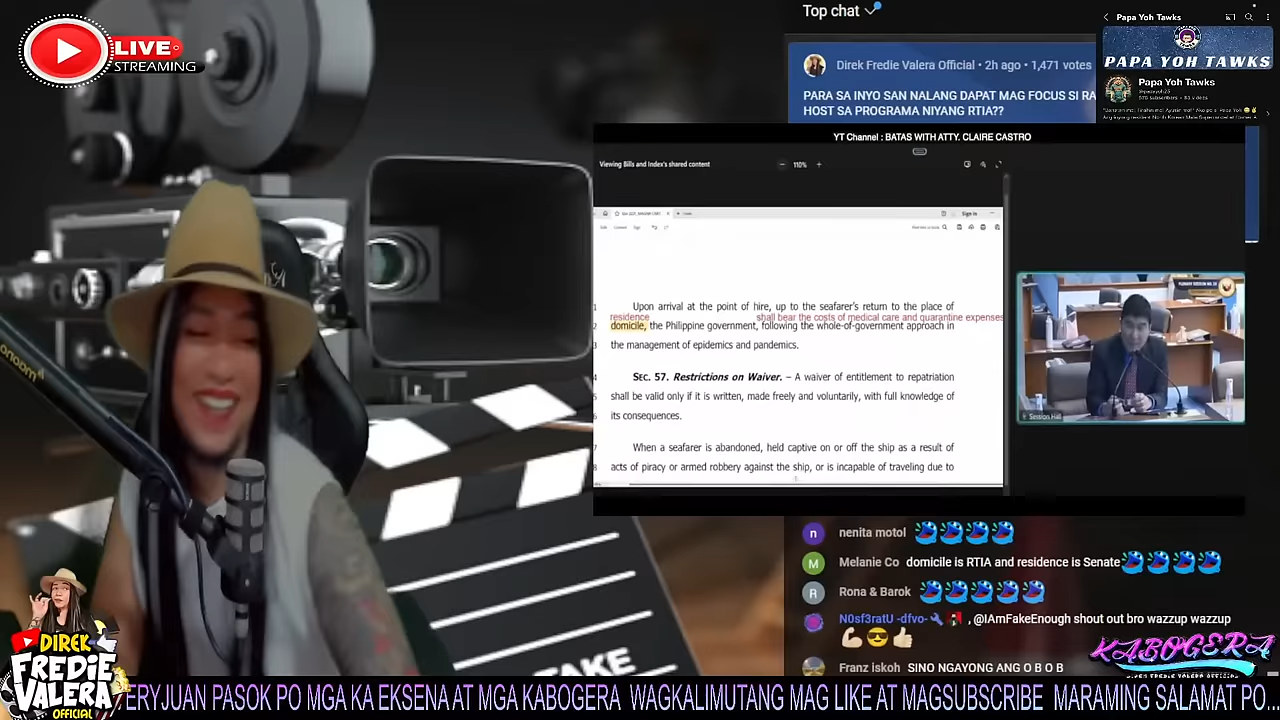 LIVE
STREAMING
Top chat
Direk Fredie Valera Official • 2h ago • 1,471 votes
PARA SA INYO SAN NALANG DAPAT MAG FOCUS SI RA
HOST SA PROGRAMA NIYANG RTIA??
Papa Yoh Tawks
PAPA YOH TAWKS
Papa Yoh Tawks
YT Channel : BATAS WITH ATTY. CLAIRE CASTRO
Viewing Bills and Index's shared content
110%
Sign in
Upon arrival at the point of hire, up to the seafarer's return to the place of
residence shall bear the costs of medical care and quarantine expenses
domicile, the Philippine government, following the whole-of-government approach in
the management of epidemics and pandemics.
SEC. 57. Restrictions on Waiver. – A waiver of entitlement to repatriation
shall be valid only if it is written, made freely and voluntarily, with full knowledge of
its consequences.
When a seafarer is abandoned, held captive on or off the ship as a result of
acts of piracy or armed robbery against the ship, or is incapable of traveling due to
Session Hall
n nenita motol
M Melanie Co domicile is RTIA and residence is Senate
R Rona & Barok
N0sf3ratU -dfvo- , @IAmFakeEnough shout out bro wazzup wazzup
Franz iskoh SINO NGAYONG ANG O B O B
KABOGERA
TAKE
DIREK
FREDIE
VALERA
OFFICIAL
ERYJUAN PASOK PO MGA KA EKSENA AT MGA KABOGERA WAGKALIMUTANG MAG LIKE AT MAGSUBSCRIBE MARAMING SALAMAT PO...